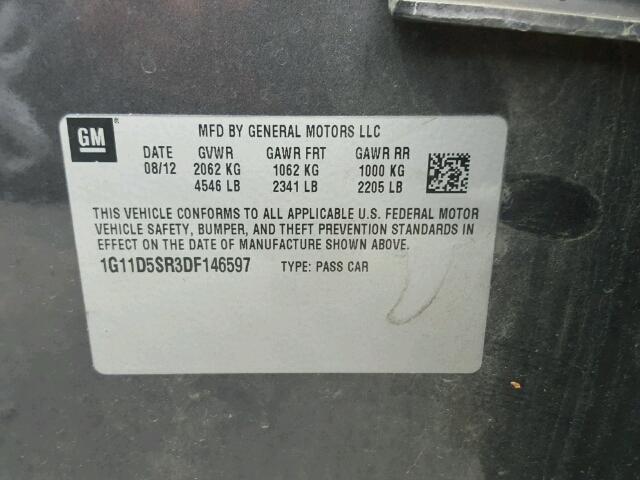 GM®
MFD BY GENERAL MOTORS LLC
DATE GVWR GAWR FRT GAWR RR
08/12 2062 KG 1062 KG 1000 KG
4546 LB 2341 LB 2205 LB
THIS VEHICLE CONFORMS TO ALL APPLICABLE U.S. FEDERAL MOTOR
VEHICLE SAFETY, BUMPER, AND THEFT PREVENTION STANDARDS IN
EFFECT ON THE DATE OF MANUFACTURE SHOWN ABOVE.
1G11D5SR3DF146597 TYPE: PASS CAR